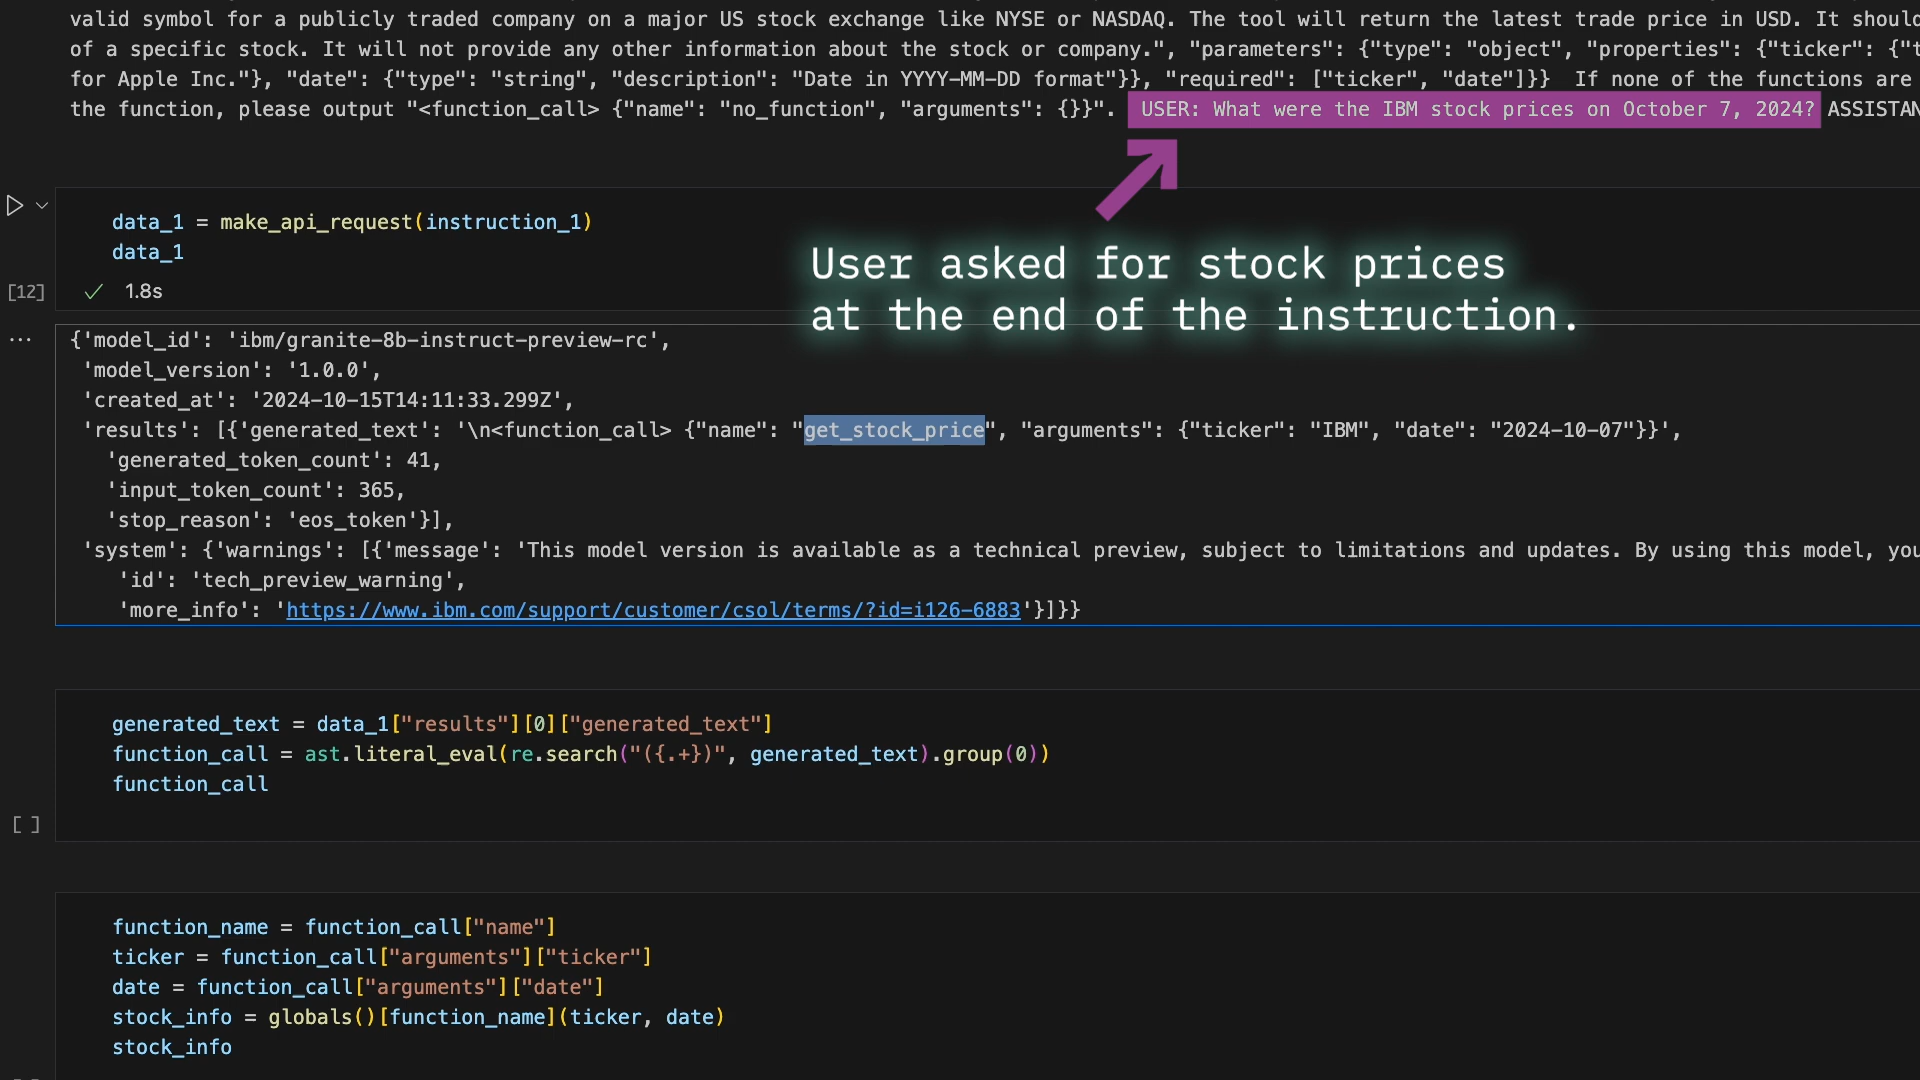 valid symbol for a publicly traded company on a major US stock exchange like NYSE or NASDAQ. The tool will return the latest trade price in USD. It
of a specific stock. It will not provide any other information about the stock or company.", "parameters": {"type": "object", "properties": {"ticker": {"t
for Apple Inc."}, "date": {"type": "string", "description": "Date in YYYY-MM-DD format"}}, "required": ["ticker", "date"]}}  If none of the functions are
the function, please output "<function_call> {"name": "no_function", "arguments": {}}". USER: What were the IBM stock prices on October 7, 2024? ASSISTAN
data_1 = make_api_request(instruction_1)
data_1
User asked for stock prices
at the end of the instruction.
[12] ✓ 1.8s
... {'model_id': 'ibm/granite-8b-instruct-preview-rc',
'model_version': '1.0.0',
'created_at': '2024-10-15T14:11:33.299Z',
'results': [{'generated_text': '\n<function_call> {"name": "get_stock_price", "arguments": {"ticker": "IBM", "date": "2024-10-07"}}',
'generated_token_count': 41,
'input_token_count': 365,
'stop_reason': 'eos_token'}],
'system': {'warnings': [{'message': 'This model version is available as a technical preview, subject to limitations and updates. By using this model, you
'id': 'tech_preview_warning',
'more_info': 'https://www.ibm.com/support/customer/csol/terms/?id=i126-6883'}]}}
generated_text = data_1["results"][0]["generated_text"]
function_call = ast.literal_eval(re.search("({.+})", generated_text).group(0))
function_call
[ ]
function_name = function_call["name"]
ticker = function_call["arguments"]["ticker"]
date = function_call["arguments"]["date"]
stock_info = globals()[function_name](ticker, date)
stock_info